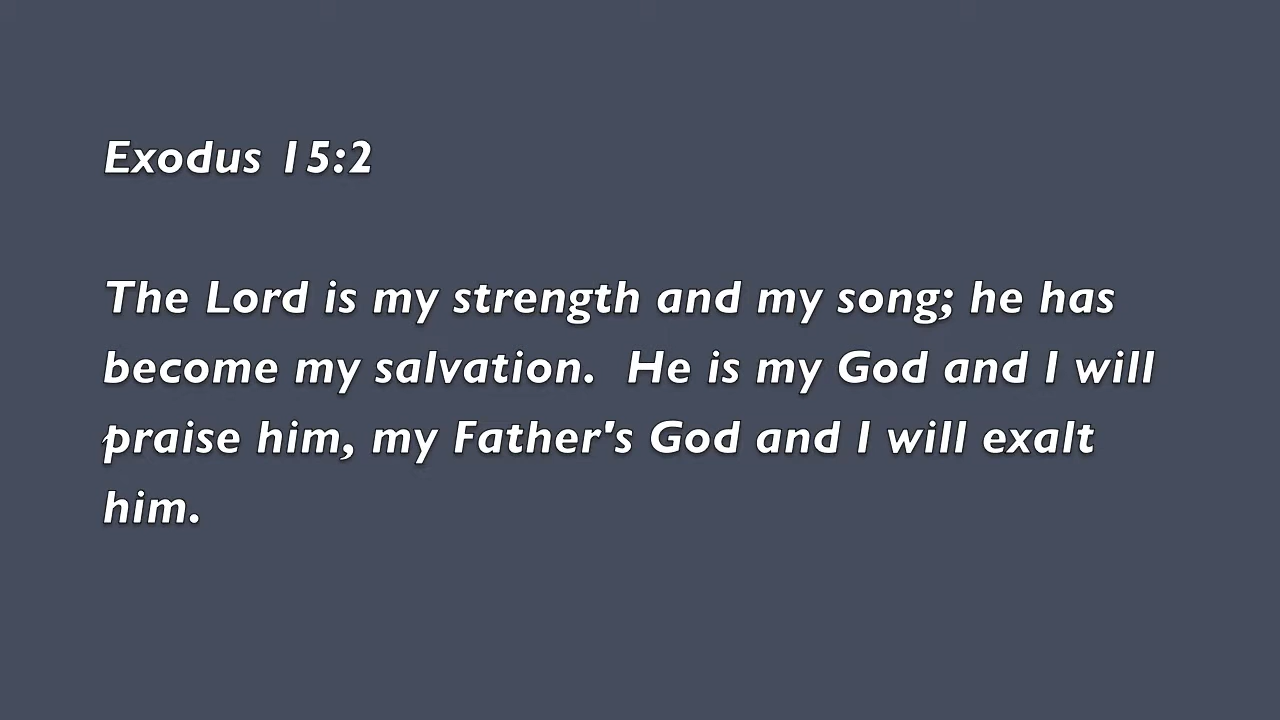 Exodus 15:2
The Lord is my strength and my song; he has
become my salvation.  He is my God and I will
praise him, my Father's God and I will exalt
him.